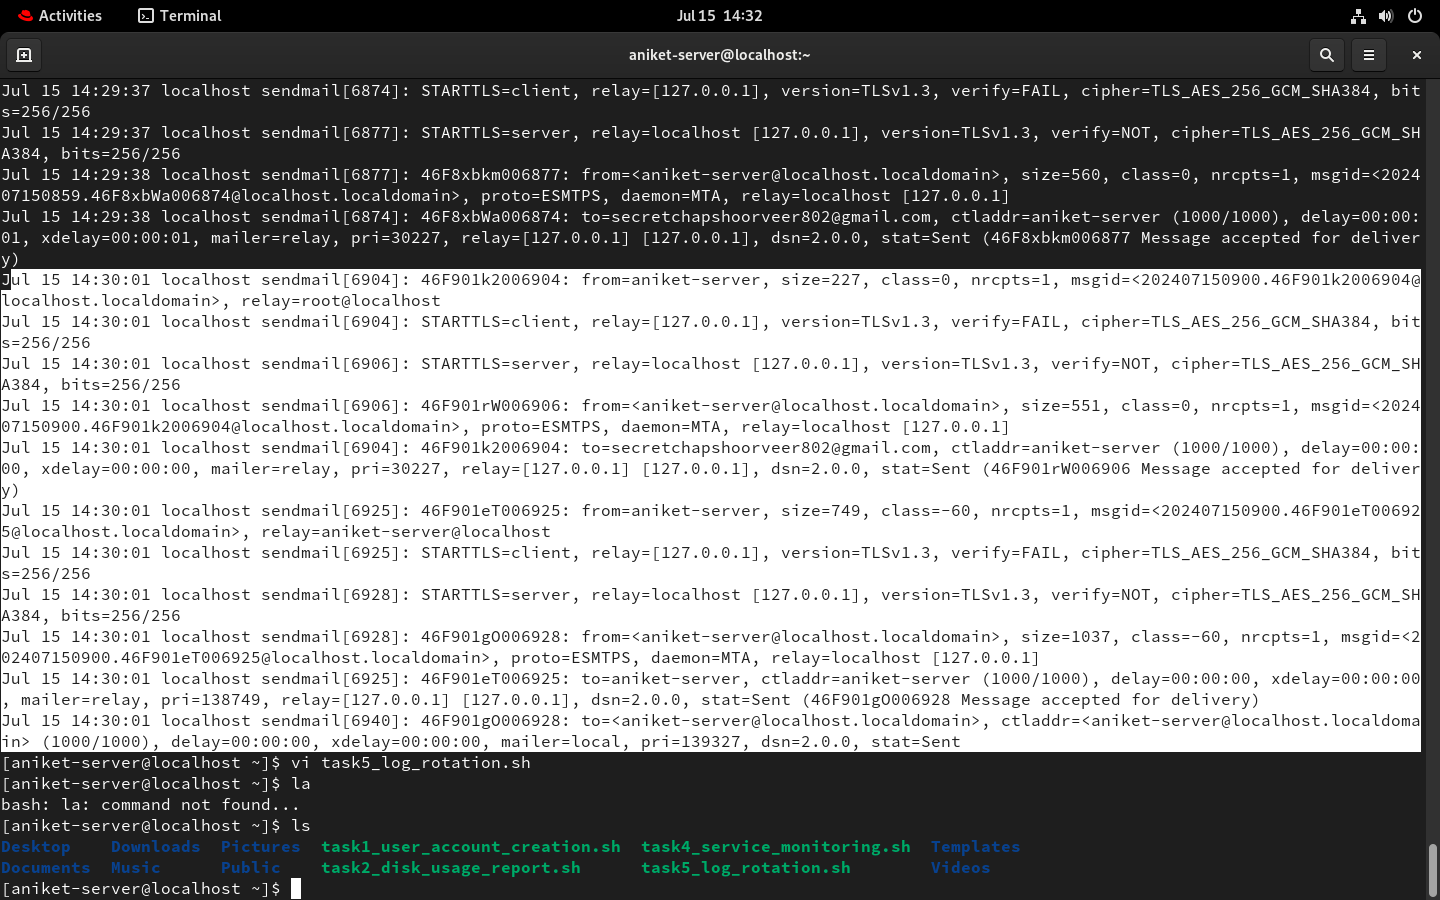 Activities Terminal Jul 15 14:32
aniket-server@localhost:~
Jul 15 14:29:37 localhost sendmail[6874]: STARTTLS=client, relay=[127.0.0.1], version=TLSv1.3, verify=FAIL, cipher=TLS_AES_256_GCM_SHA384, bit
s=256/256
Jul 15 14:29:37 localhost sendmail[6877]: STARTTLS=server, relay=localhost [127.0.0.1], version=TLSv1.3, verify=NOT, cipher=TLS_AES_256_GCM_SH
A384, bits=256/256
Jul 15 14:29:38 localhost sendmail[6877]: 46F8xbkm006877: from=<aniket-server@localhost.localdomain>, size=560, class=0, nrcpts=1, msgid=<2024
07150859.46F8xbWa006874@localhost.localdomain>, proto=ESMTPS, daemon=MTA, relay=localhost [127.0.0.1]
Jul 15 14:29:38 localhost sendmail[6874]: 46F8xbWa006874: to=secretchapshoorveer802@gmail.com, ctladdr=aniket-server (1000/1000), delay=00:00:
01, xdelay=00:00:01, mailer=relay, pri=30227, relay=[127.0.0.1] [127.0.0.1], dsn=2.0.0, stat=Sent (46F8xbkm006877 Message accepted for deliver
y)
Jul 15 14:30:01 localhost sendmail[6904]: 46F901k2006904: from=aniket-server, size=227, class=0, nrcpts=1, msgid=<202407150900.46F901k2006904@
localhost.localdomain>, relay=root@localhost
Jul 15 14:30:01 localhost sendmail[6904]: STARTTLS=client, relay=[127.0.0.1], version=TLSv1.3, verify=FAIL, cipher=TLS_AES_256_GCM_SHA384, bit
s=256/256
Jul 15 14:30:01 localhost sendmail[6906]: STARTTLS=server, relay=localhost [127.0.0.1], version=TLSv1.3, verify=NOT, cipher=TLS_AES_256_GCM_SH
A384, bits=256/256
Jul 15 14:30:01 localhost sendmail[6906]: 46F901rW006906: from=<aniket-server@localhost.localdomain>, size=551, class=0, nrcpts=1, msgid=<2024
07150900.46F901k2006904@localhost.localdomain>, proto=ESMTPS, daemon=MTA, relay=localhost [127.0.0.1]
Jul 15 14:30:01 localhost sendmail[6904]: 46F901k2006904: to=secretchapshoorveer802@gmail.com, ctladdr=aniket-server (1000/1000), delay=00:00:
00, xdelay=00:00:00, mailer=relay, pri=30227, relay=[127.0.0.1] [127.0.0.1], dsn=2.0.0, stat=Sent (46F901rW006906 Message accepted for deliver
y)
Jul 15 14:30:01 localhost sendmail[6925]: 46F901eT006925: from=aniket-server, size=749, class=-60, nrcpts=1, msgid=<202407150900.46F901eT00692
5@localhost.localdomain>, relay=aniket-server@localhost
Jul 15 14:30:01 localhost sendmail[6925]: STARTTLS=client, relay=[127.0.0.1], version=TLSv1.3, verify=FAIL, cipher=TLS_AES_256_GCM_SHA384, bit
s=256/256
Jul 15 14:30:01 localhost sendmail[6928]: STARTTLS=server, relay=localhost [127.0.0.1], version=TLSv1.3, verify=NOT, cipher=TLS_AES_256_GCM_SH
A384, bits=256/256
Jul 15 14:30:01 localhost sendmail[6928]: 46F901gO006928: from=<aniket-server@localhost.localdomain>, size=1037, class=-60, nrcpts=1, msgid=<2
02407150900.46F901eT006925@localhost.localdomain>, proto=ESMTPS, daemon=MTA, relay=localhost [127.0.0.1]
Jul 15 14:30:01 localhost sendmail[6925]: 46F901eT006925: to=aniket-server, ctladdr=aniket-server (1000/1000), delay=00:00:00, xdelay=00:00:00
, mailer=relay, pri=138749, relay=[127.0.0.1] [127.0.0.1], dsn=2.0.0, stat=Sent (46F901gO006928 Message accepted for delivery)
Jul 15 14:30:01 localhost sendmail[6940]: 46F901gO006928: to=<aniket-server@localhost.localdomain>, ctladdr=<aniket-server@localhost.localdoma
in> (1000/1000), delay=00:00:00, xdelay=00:00:00, mailer=local, pri=139327, dsn=2.0.0, stat=Sent
[aniket-server@localhost ~]$ vi task5_log_rotation.sh
[aniket-server@localhost ~]$ la
bash: la: command not found...
[aniket-server@localhost ~]$ ls
Desktop Downloads Pictures task1_user_account_creation.sh task4_service_monitoring.sh Templates
Documents Music Public task2_disk_usage_report.sh task5_log_rotation.sh Videos
[aniket-server@localhost ~]$